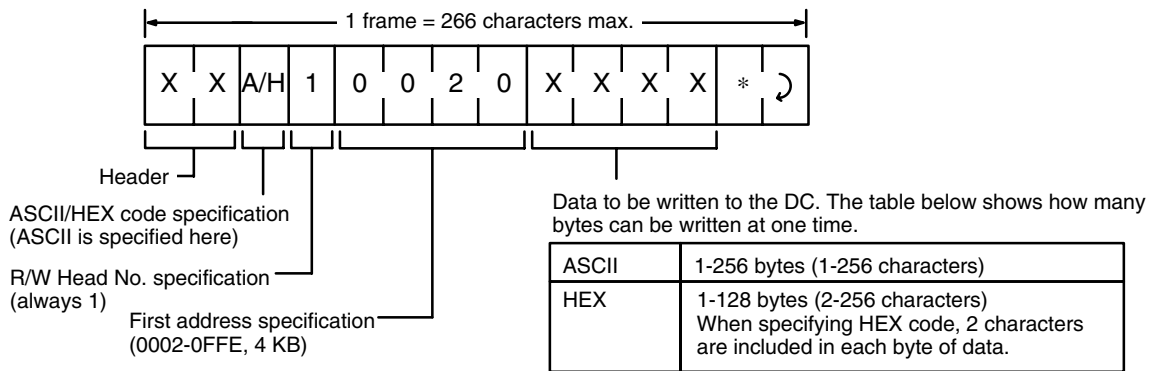 1 frame = 266 characters max.
X X A/H 1 0 0 2 0 X X X X *
Header
ASCII/HEX code specification
(ASCII is specified here)
R/W Head No. specification
(always 1)
First address specification
(0002-0FFE, 4 KB)
Data to be written to the DC. The table below shows how many
bytes can be written at one time.
ASCII 1-256 bytes (1-256 characters)
HEX 1-128 bytes (2-256 characters)
When specifying HEX code, 2 characters
are included in each byte of data.